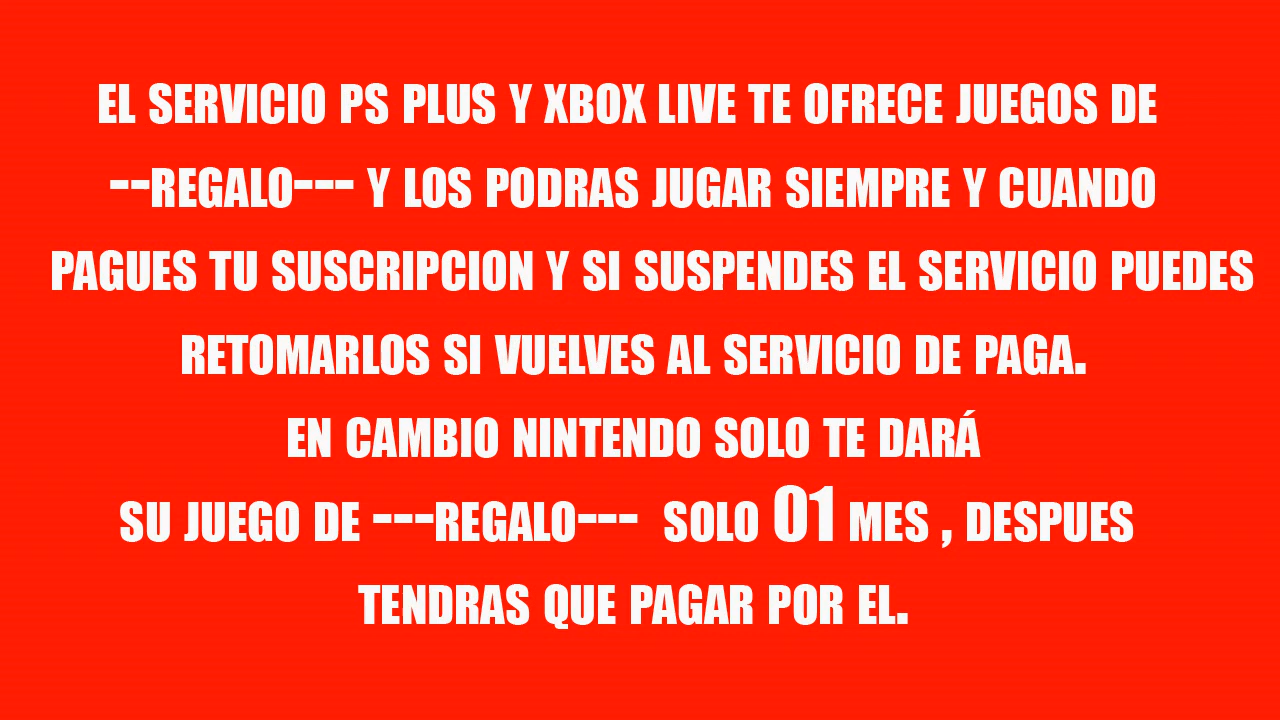 EL SERVICIO PS PLUS Y XBOX LIVE TE OFRECE JUEGOS DE
--REGALO--- Y LOS PODRAS JUGAR SIEMPRE Y CUANDO
PAGUES TU SUSCRIPCION Y SI SUSPENDES EL SERVICIO PUEDES
RETOMARLOS SI VUELVES AL SERVICIO DE PAGA.
EN CAMBIO NINTENDO SOLO TE DARÁ
SU JUEGO DE ---REGALO--- SOLO 01 MES , DESPUES
TENDRAS QUE PAGAR POR EL.